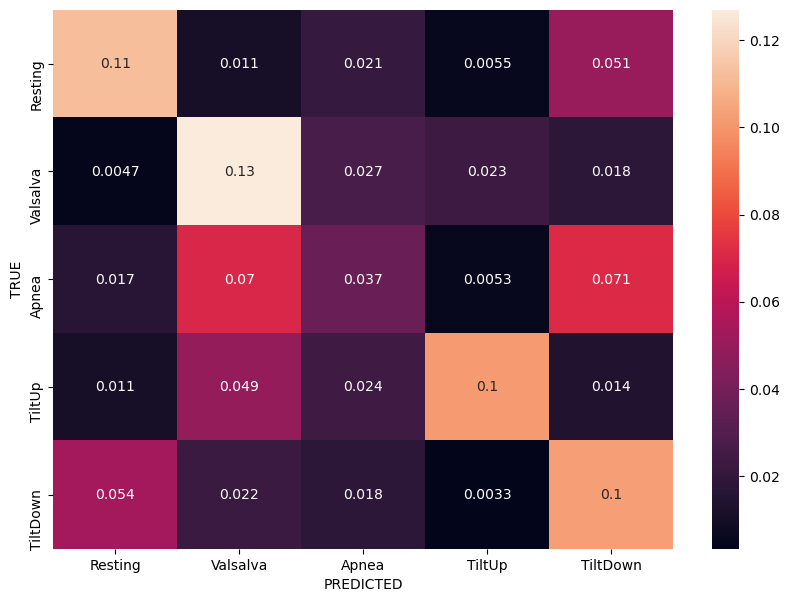 Resting 0.11 0.011 0.021 0.0055 0.051
Valsalva 0.0047 0.13 0.027 0.023 0.018
Apnea 0.017 0.07 0.037 0.0053 0.071
TiltUp 0.011 0.049 0.024 0.1 0.014
TiltDown 0.054 0.022 0.018 0.0033 0.1
Resting Valsalva Apnea TiltUp TiltDown
PREDICTED
TRUE
0.12
0.10
0.08
0.06
0.04
0.02